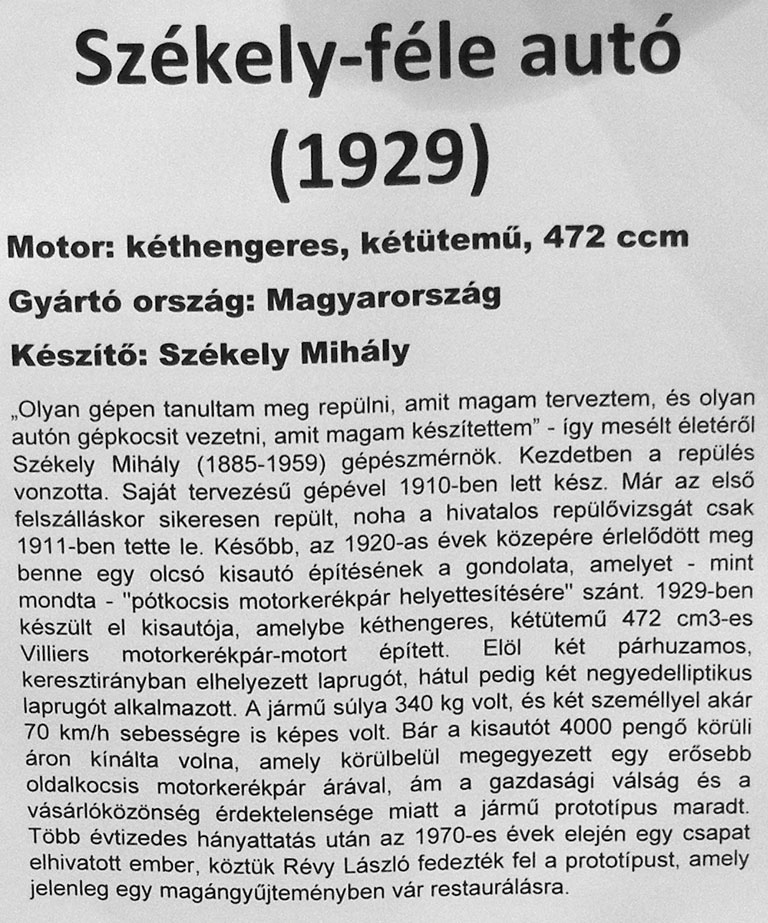 Székely-féle autó
(1929)
Motor: kéthengeres, kétütemű, 472 ccm
Gyártó ország: Magyarország
Készítő: Székely Mihály
„Olyan gépen tanultam meg repülni, amit magam terveztem, és olyan
autón gépkocsit vezetni, amit magam készítettem” - így mesélt életéről
Székely Mihály (1885-1959) gépészmérnök. Kezdetben a repülés
vonzotta. Saját tervezésű gépével 1910-ben lett kész. Már az első
felszálláskor sikeresen repült, noha a hivatalos repülővizsgát csak
1911-ben tette le. Később, az 1920-as évek közepére érlelődött meg
benne egy olcsó kisautó építésének a gondolata, amelyet - mint
mondta - "pótkocsis motorkerékpár helyettesítésére" szánt. 1929-ben
készült el kisautója, amelybe kéthengeres, kétütemű 472 cm3-es
Villiers motorkerékpár-motort épített. Elöl két párhuzamos,
keresztirányban elhelyezett laprugót, hátul pedig két negyedelliptikus
laprugót alkalmazott. A jármű súlya 340 kg volt, és két személlyel akár
70 km/h sebességre is képes volt. Bár a kisautót 4000 pengő körüli
áron kínálta volna, amely körülbelül megegyezett egy erősebb
oldalkocsis motorkerékpár árával, ám a gazdasági válság és a
vásárlóközönség érdektelensége miatt a jármű prototípus maradt.
Több évtizedes hányattatás után az 1970-es évek elején egy csapat
elhivatott ember, köztük Révy László fedezték fel a prototípust, amely
jelenleg egy magángyűjteményben vár restaurálásra.